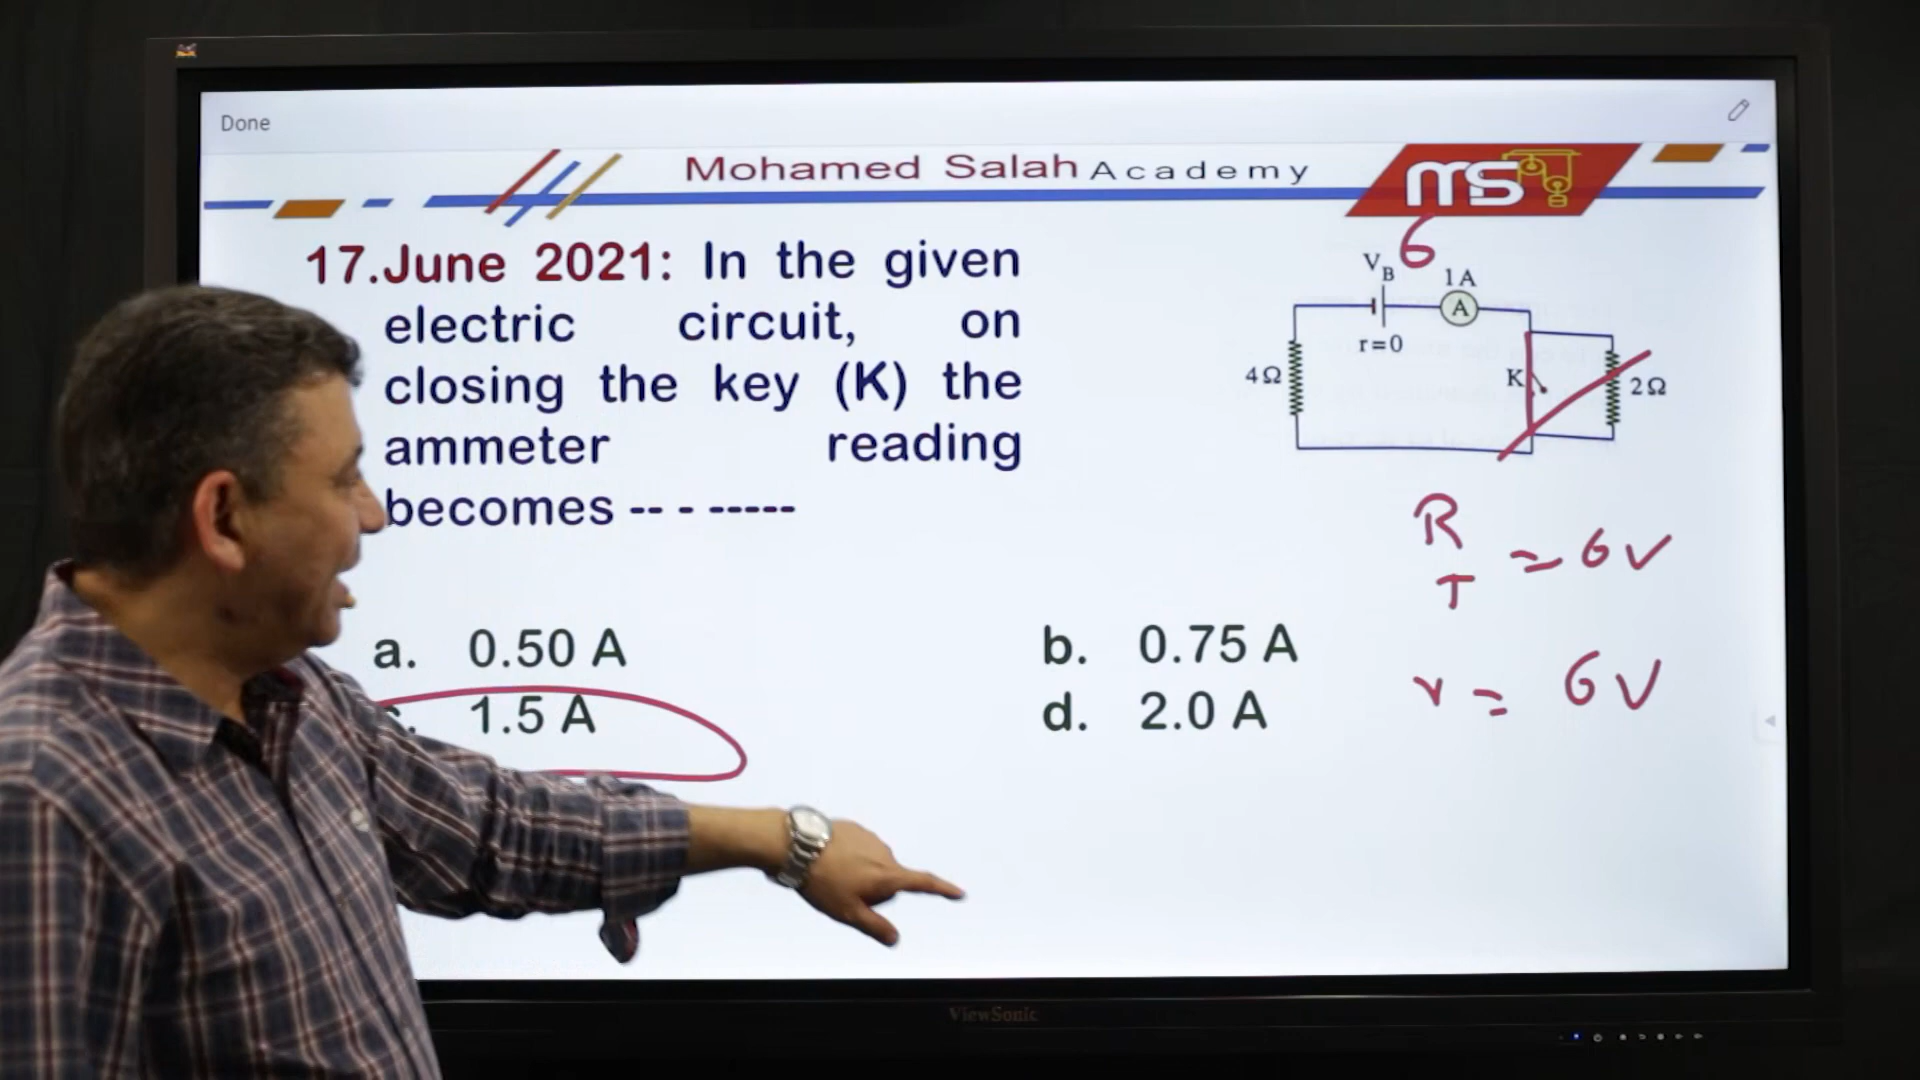 Done
Mohamed Salah Academy
ms
17.June 2021: In the given
electric circuit, on
closing the key (K) the
ammeter reading
becomes -- - -----
a. 0.50 A
b. 0.75 A
c. 1.5 A
d. 2.0 A
V_B 6
1A
A
r=0
4Ω
K
2Ω
R
T = 6V
r = 6V
ViewSonic